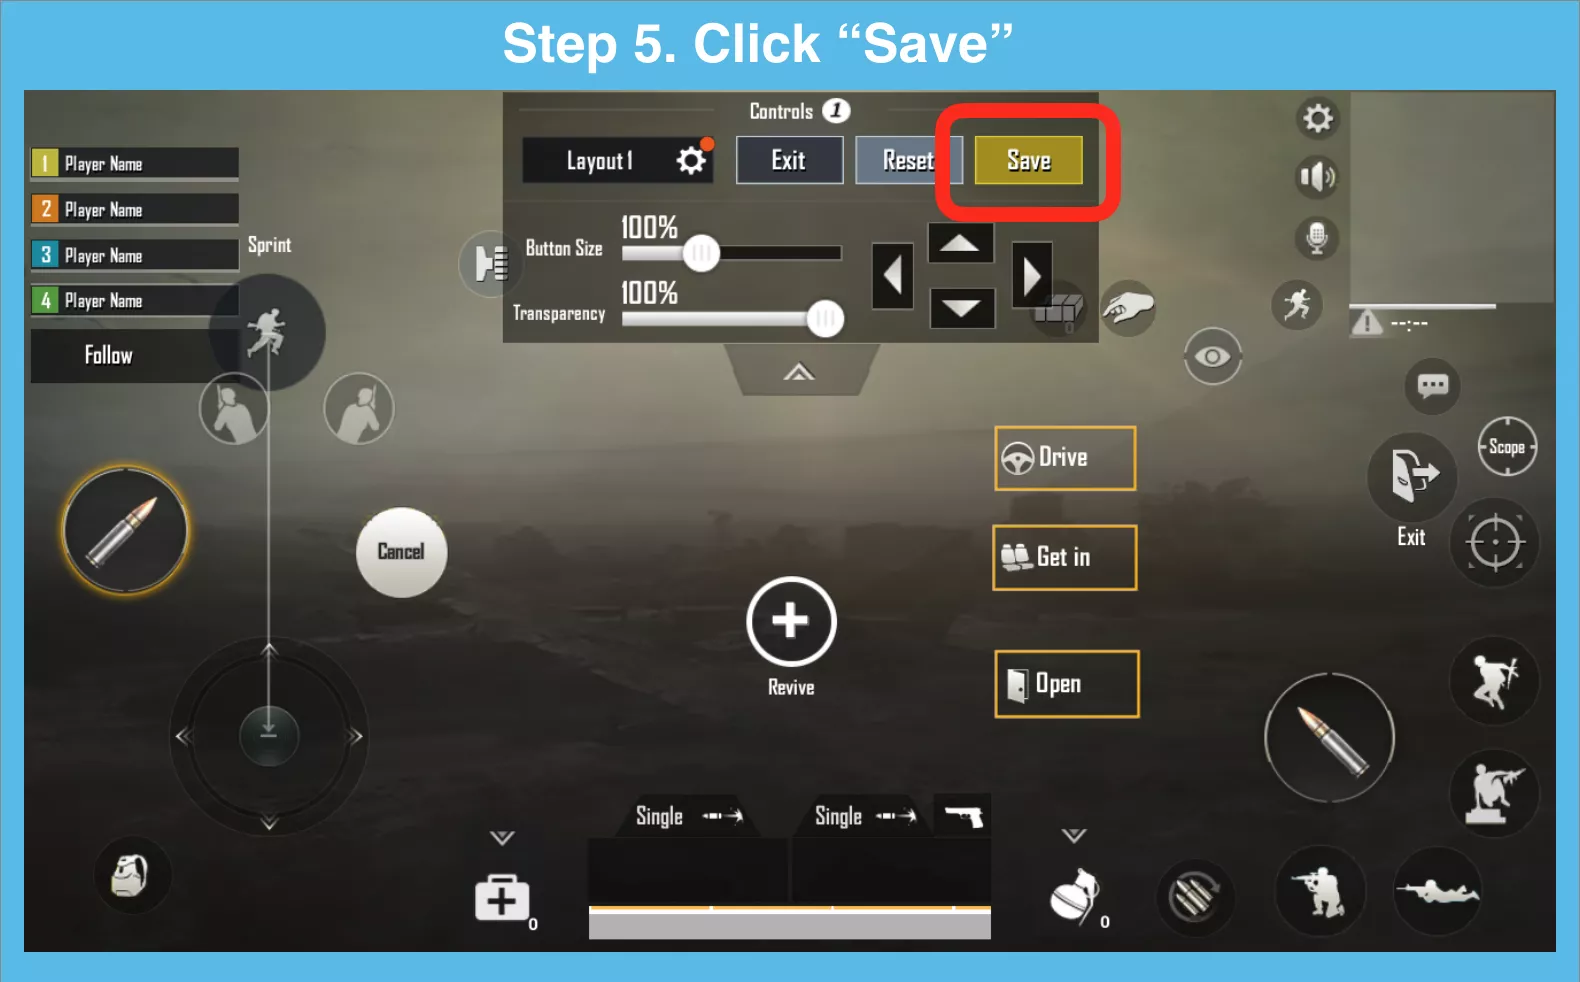 Step 5. Click “Save”
Controls 1
Layout1
Exit
Reset
Save
1 Player Name
2 Player Name
3 Player Name
4 Player Name
Follow
Sprint
100%
Button Size
100%
Transparency
0
--:--
Scope
Drive
Exit
Cancel
Get in
Revive
Open
Single
Single
0
0